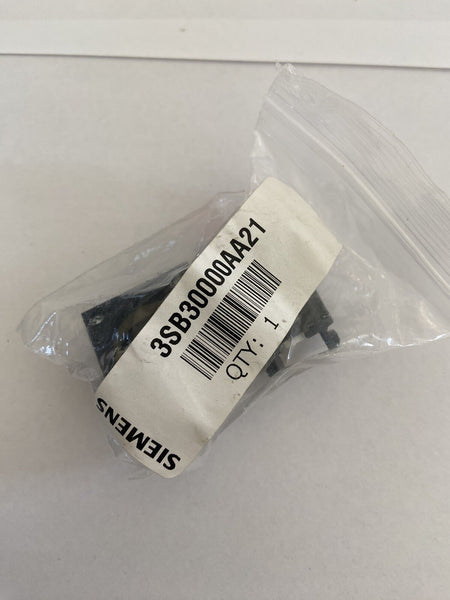 3SB30000AA21
QTY: 1
SIEMENS